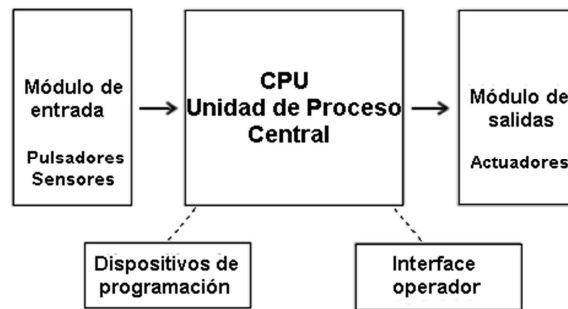 Módulo de
entrada
Pulsadores
Sensores
CPU
Unidad de Proceso
Central
Módulo de
salidas
Actuadores
Dispositivos de
programación
Interface
operador